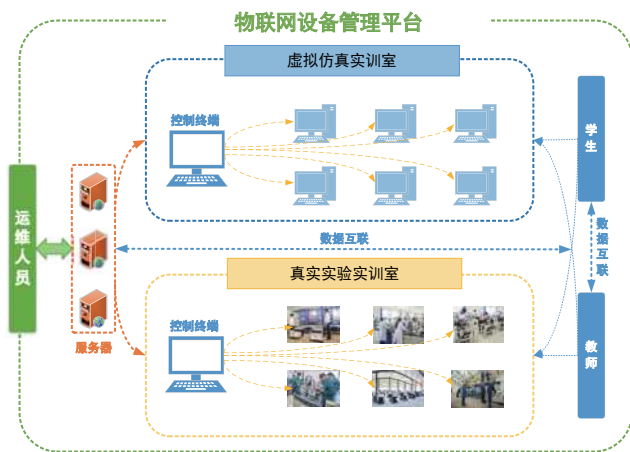 物联网设备管理平台
虚拟仿真实训室
控制终端
学生
运维人员
数据互联
数据互联
真实实验实训室
控制终端
服务器
教师